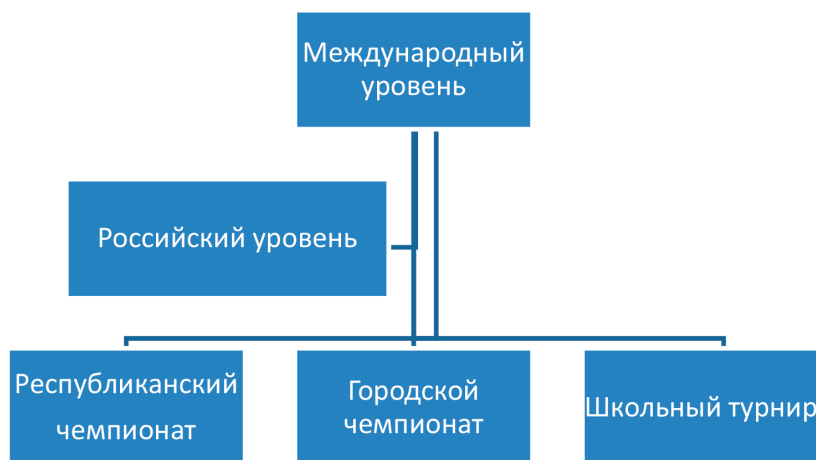 Международный
уровень
Российский уровень
Республиканский
чемпионат
Городской
чемпионат
Школьный турнир